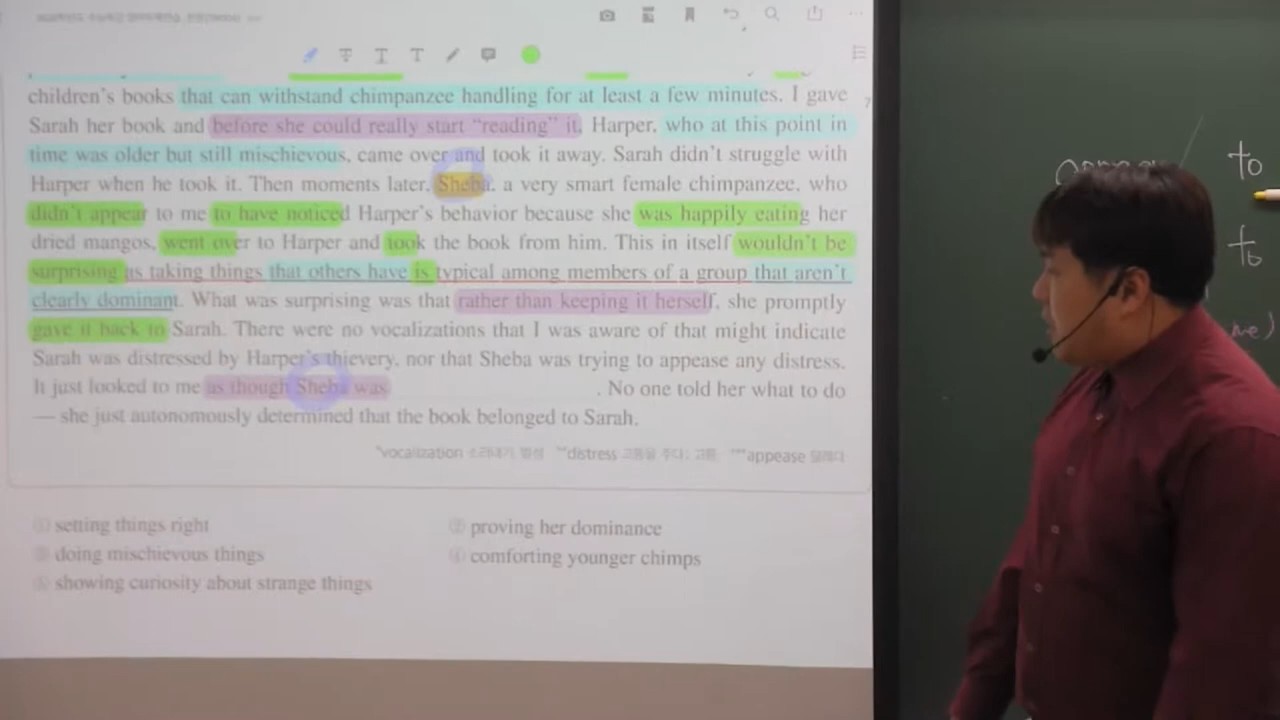 children's books that can withstand chimpanzee handling for at least a few minutes. I gave
Sarah her book and before she could really start "reading" it, Harper, who at this point in
time was older but still mischievous, came over and took it away. Sarah didn't struggle with
Harper when he took it. Then moments later, Sheba, a very smart female chimpanzee, who
didn't appear to me to have noticed Harper's behavior because she was happily eating her
dried mangos, went over to Harper and took the book from him. This in itself wouldn't be
surprising as taking things that others have is typical among members of a group that aren't
clearly dominant. What was surprising was that rather than keeping it herself, she promptly
gave it back to Sarah. There were no vocalizations that I was aware of that might indicate
Sarah was distressed by Harper's thievery, nor that Sheba was trying to appease any distress.
It just looked to me as though Sheba was . No one told her what to do
— she just autonomously determined that the book belonged to Sarah.
*vocalization **distress ***appease 달래다
① setting things right
② proving her dominance
③ doing mischievous things
④ comforting younger chimps
⑤ showing curiosity about strange things
to
to